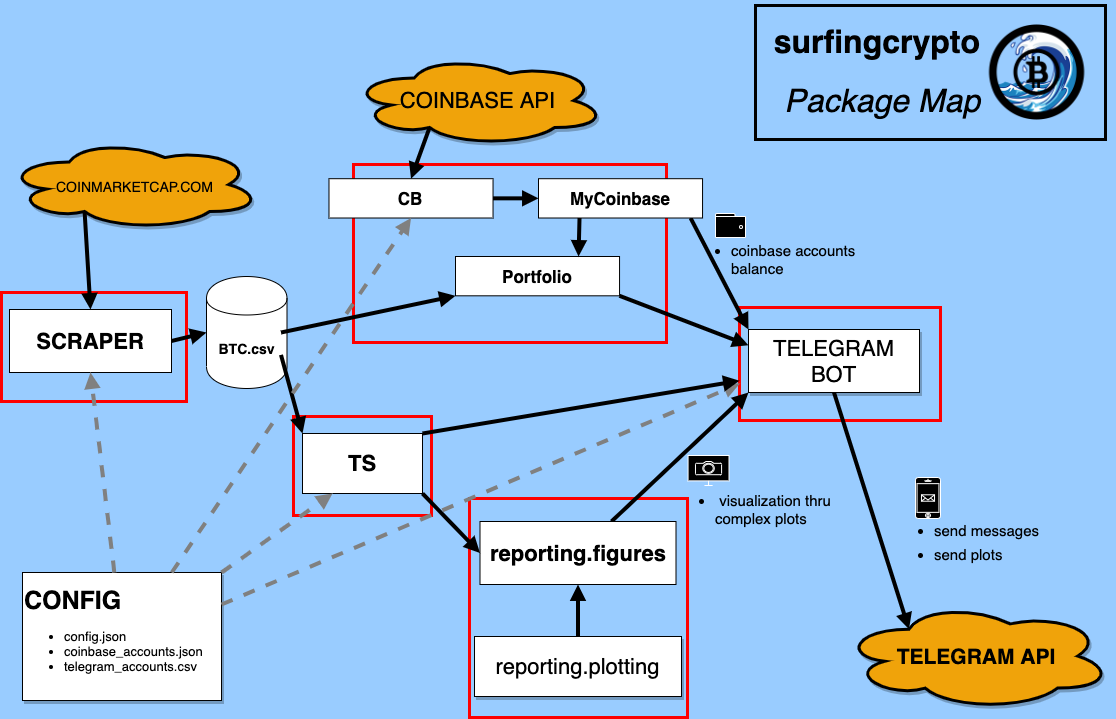 surfingcrypto
Package Map
COINBASE API
COINMARKETCAP.COM
CB
MyCoinbase
• coinbase accounts
balance
Portfolio
SCRAPER
BTC.csv
TELEGRAM
BOT
TS
• visualization thru
complex plots
• send messages
• send plots
reporting.figures
CONFIG
• config.json
• coinbase_accounts.json
• telegram_accounts.csv
reporting.plotting
TELEGRAM API